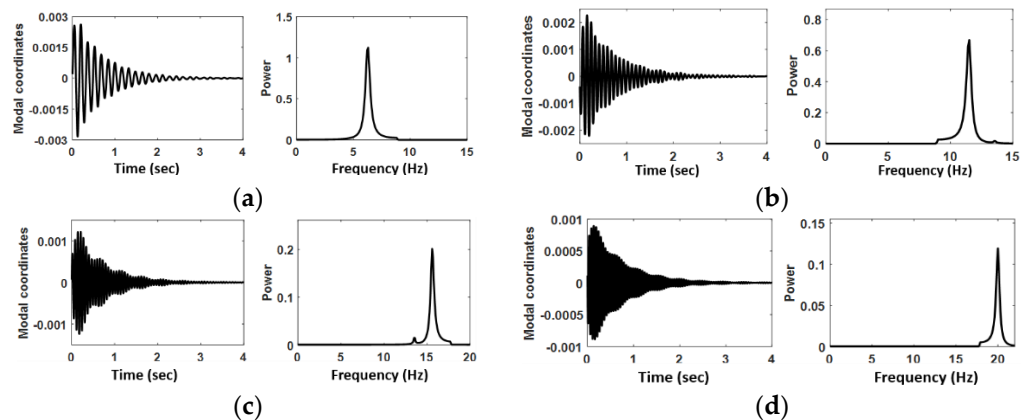 0.003
0.0015
0
-0.0015
-0.003
Modal coordinates
0 1 2 3 4
Time (sec)
1.5
1
0.5
0
Power
0 5 10 15
Frequency (Hz)
(a)
0.002
0.001
0
-0.001
-0.002
Modal coordinates
0 1 2 3 4
Time (sec)
0.8
0.6
0.4
0.2
0
Power
0 5 10 15
Frequency (Hz)
(b)
0.001
0
-0.001
Modal coordinates
0 1 2 3 4
Time (sec)
0.2
0.1
0
Power
0 5 10 15 20
Frequency (Hz)
(c)
0.001
0.0005
0
-0.0005
-0.001
Modal coordinates
0 1 2 3 4
Time (sec)
0.15
0.1
0.05
0
Power
0 5 10 15 20
Frequency (Hz)
(d)